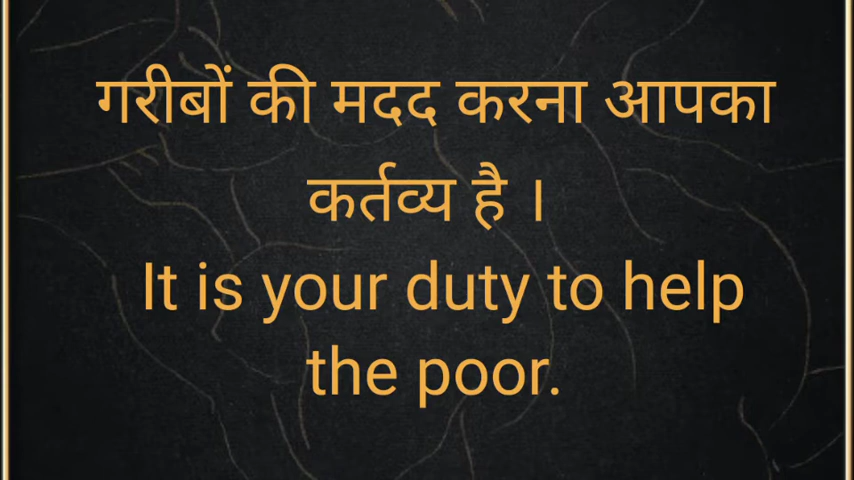 गरीबों की मदद करना आपका
कर्तव्य है ।
It is your duty to help
the poor.